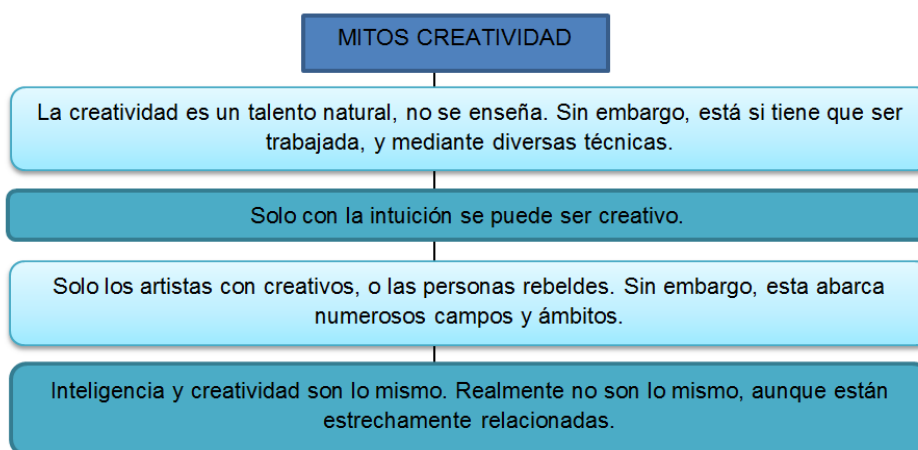 MITOS CREATIVIDAD
La creatividad es un talento natural, no se enseña. Sin embargo, está si tiene que ser
trabajada, y mediante diversas técnicas.
Solo con la intuición se puede ser creativo.
Solo los artistas con creativos, o las personas rebeldes. Sin embargo, esta abarca
numerosos campos y ámbitos.
Inteligencia y creatividad son lo mismo. Realmente no son lo mismo, aunque están
estrechamente relacionadas.